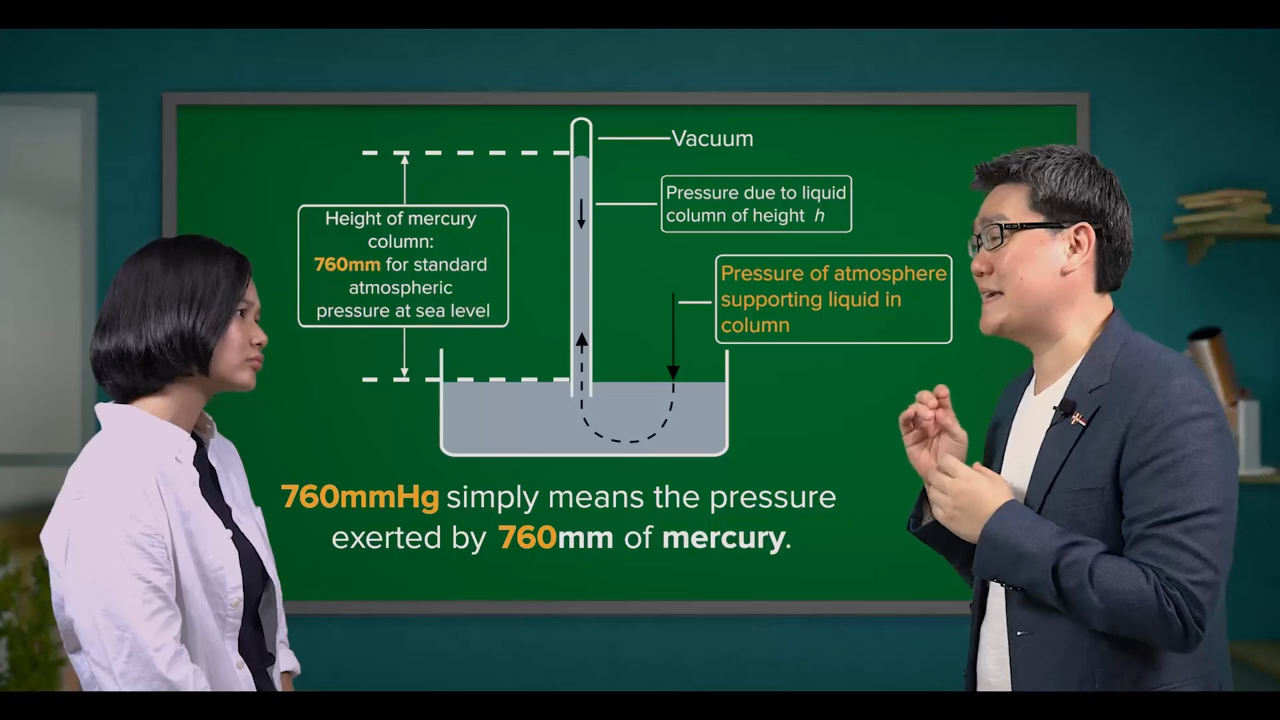 Vacuum
Pressure due to liquid
column of height h
Height of mercury
column:
760mm for standard
atmospheric
pressure at sea level
Pressure of atmosphere
supporting liquid in
column
760mmHg simply means the pressure
exerted by 760mm of mercury.